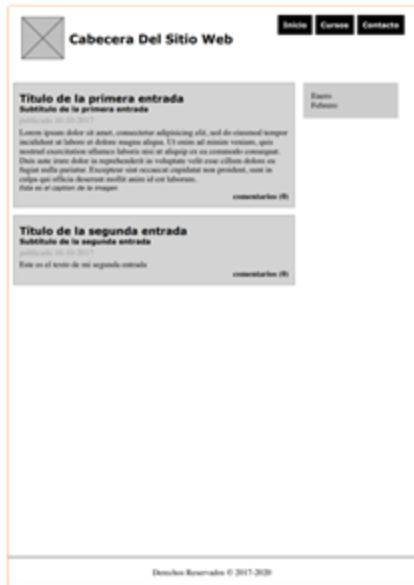 Cabecera Del Sitio Web
Inicio Cursos Contacto
Título de la primera entrada
Subtítulo de la primera entrada
publicado 10-10-2017
Lorem ipsum dolor sit amet, consectetur adipisicing elit, sed do eiusmod tempor
incididunt ut labore et dolore magna aliqua. Ut enim ad minim veniam, quis
nostrud exercitation ullamco laboris nisi ut aliquip ex ea commodo consequat.
Duis aute irure dolor in reprehenderit in voluptate velit esse cillum dolore eu
fugiat nulla pariatur. Excepteur sint occaecat cupidatat non proident, sunt in
culpa qui officia deserunt mollit anim id est laborum.
Este es el caption de la imagen
comentarios (0)
Título de la segunda entrada
Subtítulo de la segunda entrada
publicado 10-10-2017
Este es el texto de mi segunda entrada
comentarios (0)
Enero
Febrero
Derechos Reservados © 2017-2020